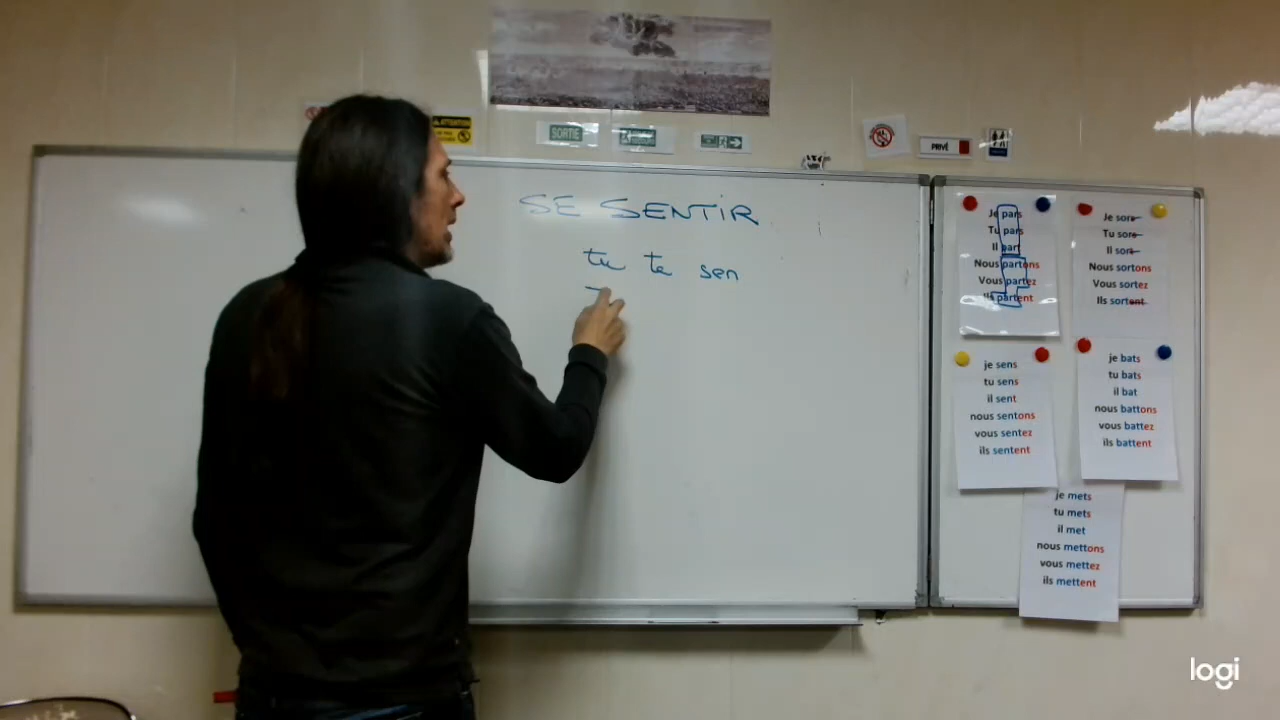 ATTENTION
SORTIE
PRIVÉ
SE SENTIR
tu te sen
Je pars
Tu pars
Il part
Nous partons
Vous partez
Ils partent
Je sors
Tu sors
Il sort
Nous sortons
Vous sortez
Ils sortent
je sens
tu sens
il sent
nous sentons
vous sentez
ils sentent
je bats
tu bats
il bat
nous battons
vous battez
ils battent
je mets
tu mets
il met
nous mettons
vous mettez
ils mettent
logi